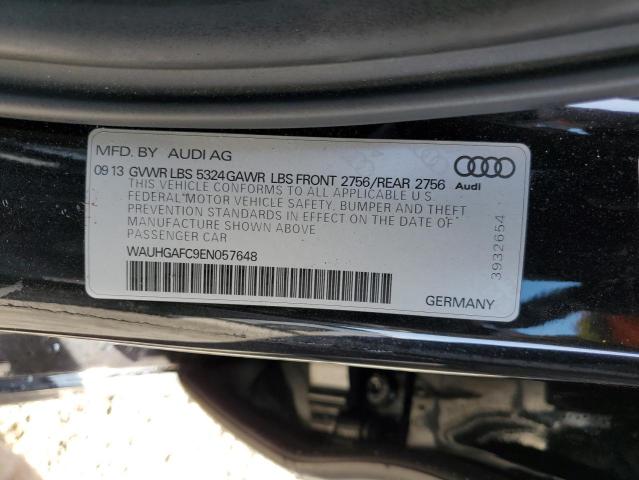 MFD. BY AUDI AG
09 13 GVWR LBS 5324 GAWR LBS FRONT 2756/REAR 2756
THIS VEHICLE CONFORMS TO ALL APPLICABLE U S
FEDERAL MOTOR VEHICLE SAFETY, BUMPER AND THEFT
PREVENTION STANDARDS IN EFFECT ON THE DATE OF
MANUFACTURE SHOWN ABOVE
PASSENGER CAR
WAUHGAFC9EN057648
Audi
3932654
GERMANY